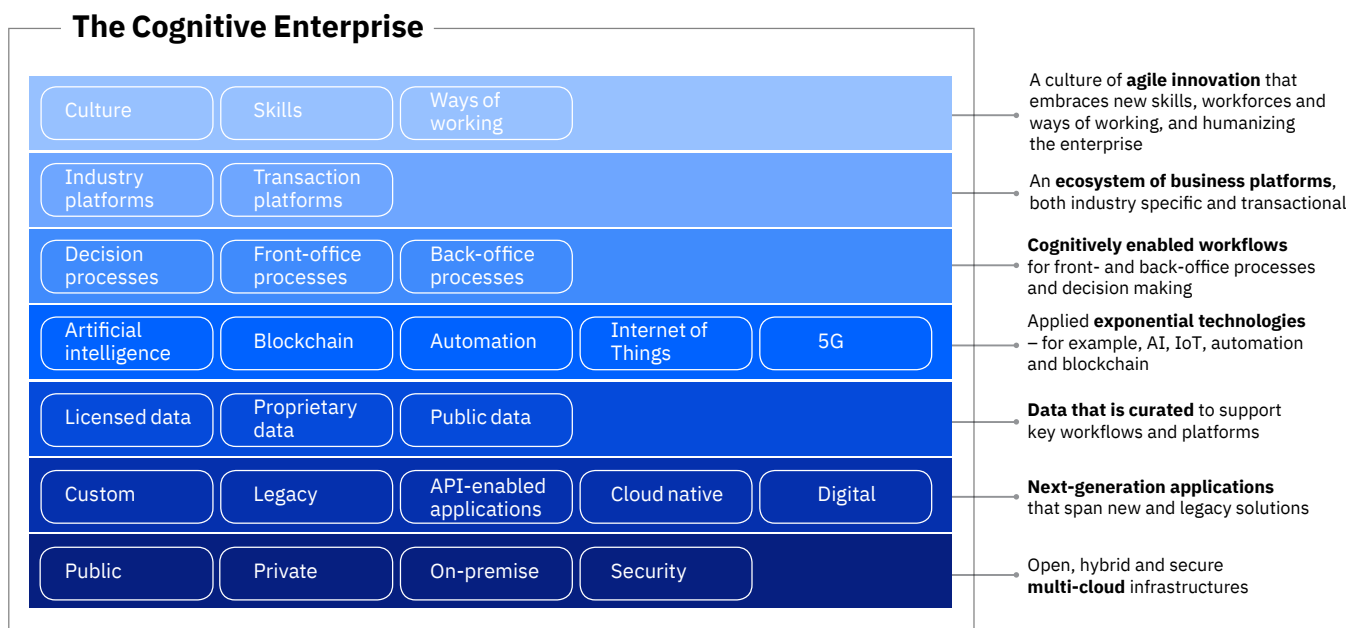 The Cognitive Enterprise
Culture
Skills
Ways of
working
A culture of agile innovation that
embraces new skills, workforces and
ways of working, and humanizing
the enterprise
Industry
platforms
Transaction
platforms
An ecosystem of business platforms,
both industry specific and transactional
Decision
processes
Front-office
processes
Back-office
processes
Cognitively enabled workflows
for front- and back-office processes
and decision making
Artificial
intelligence
Blockchain
Automation
Internet of
Things
5G
Applied exponential technologies
– for example, AI, IoT, automation
and blockchain
Licensed data
Proprietary
data
Public data
Data that is curated to support
key workflows and platforms
Custom
Legacy
API-enabled
applications
Cloud native
Digital
Next-generation applications
that span new and legacy solutions
Public
Private
On-premise
Security
Open, hybrid and secure
multi-cloud infrastructures